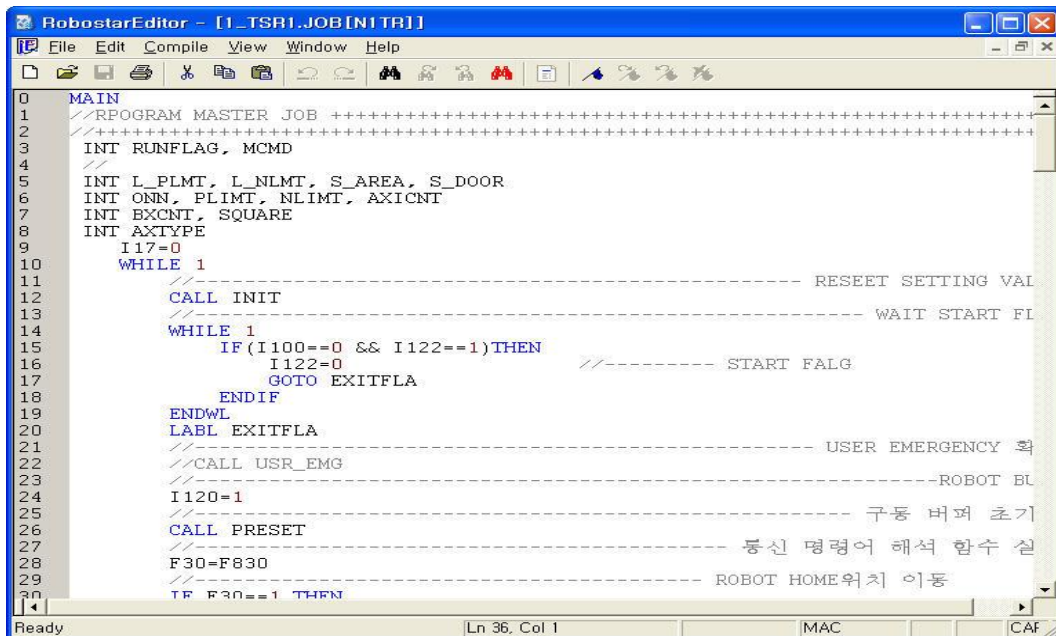 RobostarEditor - [1_TSR1.JOB[N1TR]]
File Edit Compile View Window Help
0 MAIN
1 //RPOGRAM MASTER JOB ++++++++++++++++++++++++++++++++++++++++++++++++++++++++
2 //+++++++++++++++++++++++++++++++++++++++++++++++++++++++++++++++++++++++++++
3 INT RUNFLAG, MCMD
4 //
5 INT L_PLMT, L_NLMT, S_AREA, S_DOOR
6 INT ONN, PLIMT, NLIMT, AXICNT
7 INT BXCNT, SQUARE
8 INT AXTYPE
9 I17=0
10 WHILE 1
11 //-------------------------------------------------- RESEET SETTING VAL
12 CALL INIT
13 //------------------------------------------------------- WAIT START FL
14 WHILE 1
15 IF(I100==0 && I122==1)THEN
16 I122=0 //--------- START FALG
17 GOTO EXITFLA
18 ENDIF
19 ENDWL
20 LABL EXITFLA
21 //--------------------------------------------------- USER EMERGENCY 확
22 //CALL USR_EMG
23 //-------------------------------------------------------------ROBOT BU
24 I120=1
25 //------------------------------------------------------ 구동 버퍼 초기
26 CALL PRESET
27 //-------------------------------------------- 통신 명령어 해석 함수 실
28 F30=F830
29 //------------------------------------------ ROBOT HOME위치 이동
30 IF F30==1 THEN
Ready Ln 36, Col 1 MAC CAF